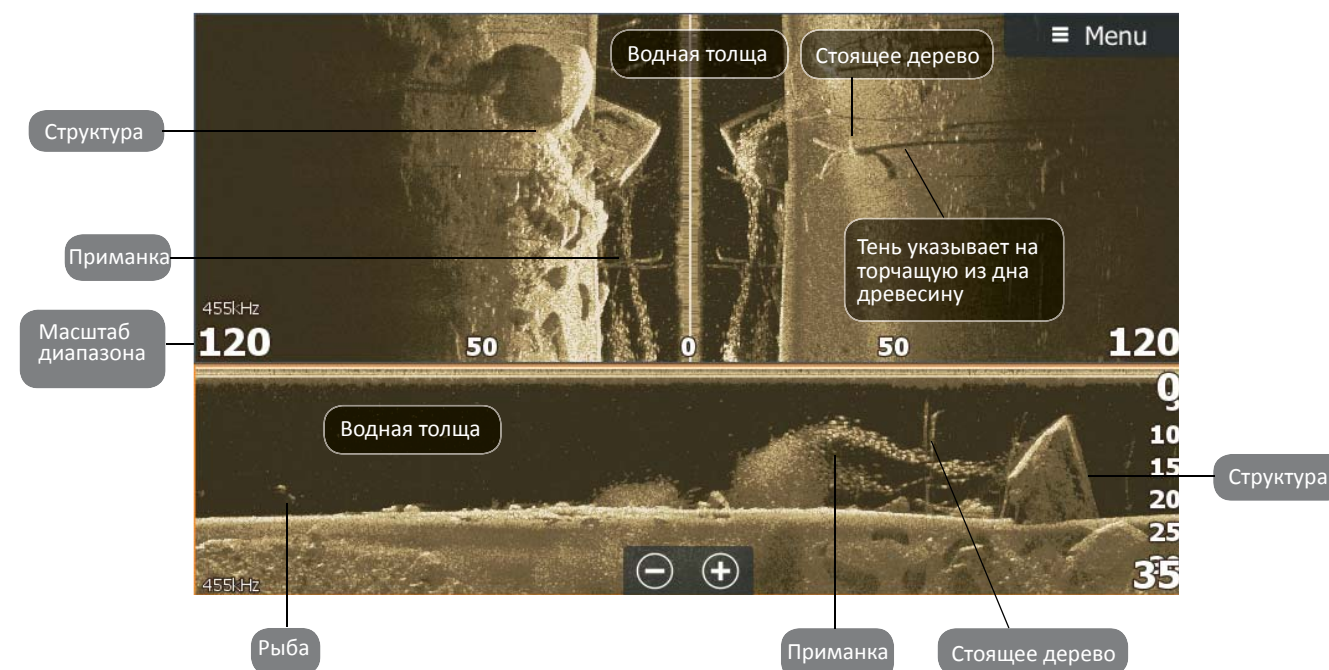 Водная толща
Стоящее дерево
≡ Menu
Структура
Тень указывает на
торчащую из дна
древесину
Приманка
455kHz
Масштаб
диапазона
120 50 0 50 120
0
Водная толща
10
15
Структура
20
25
455kHz
35
Рыба
Приманка
Стоящее дерево